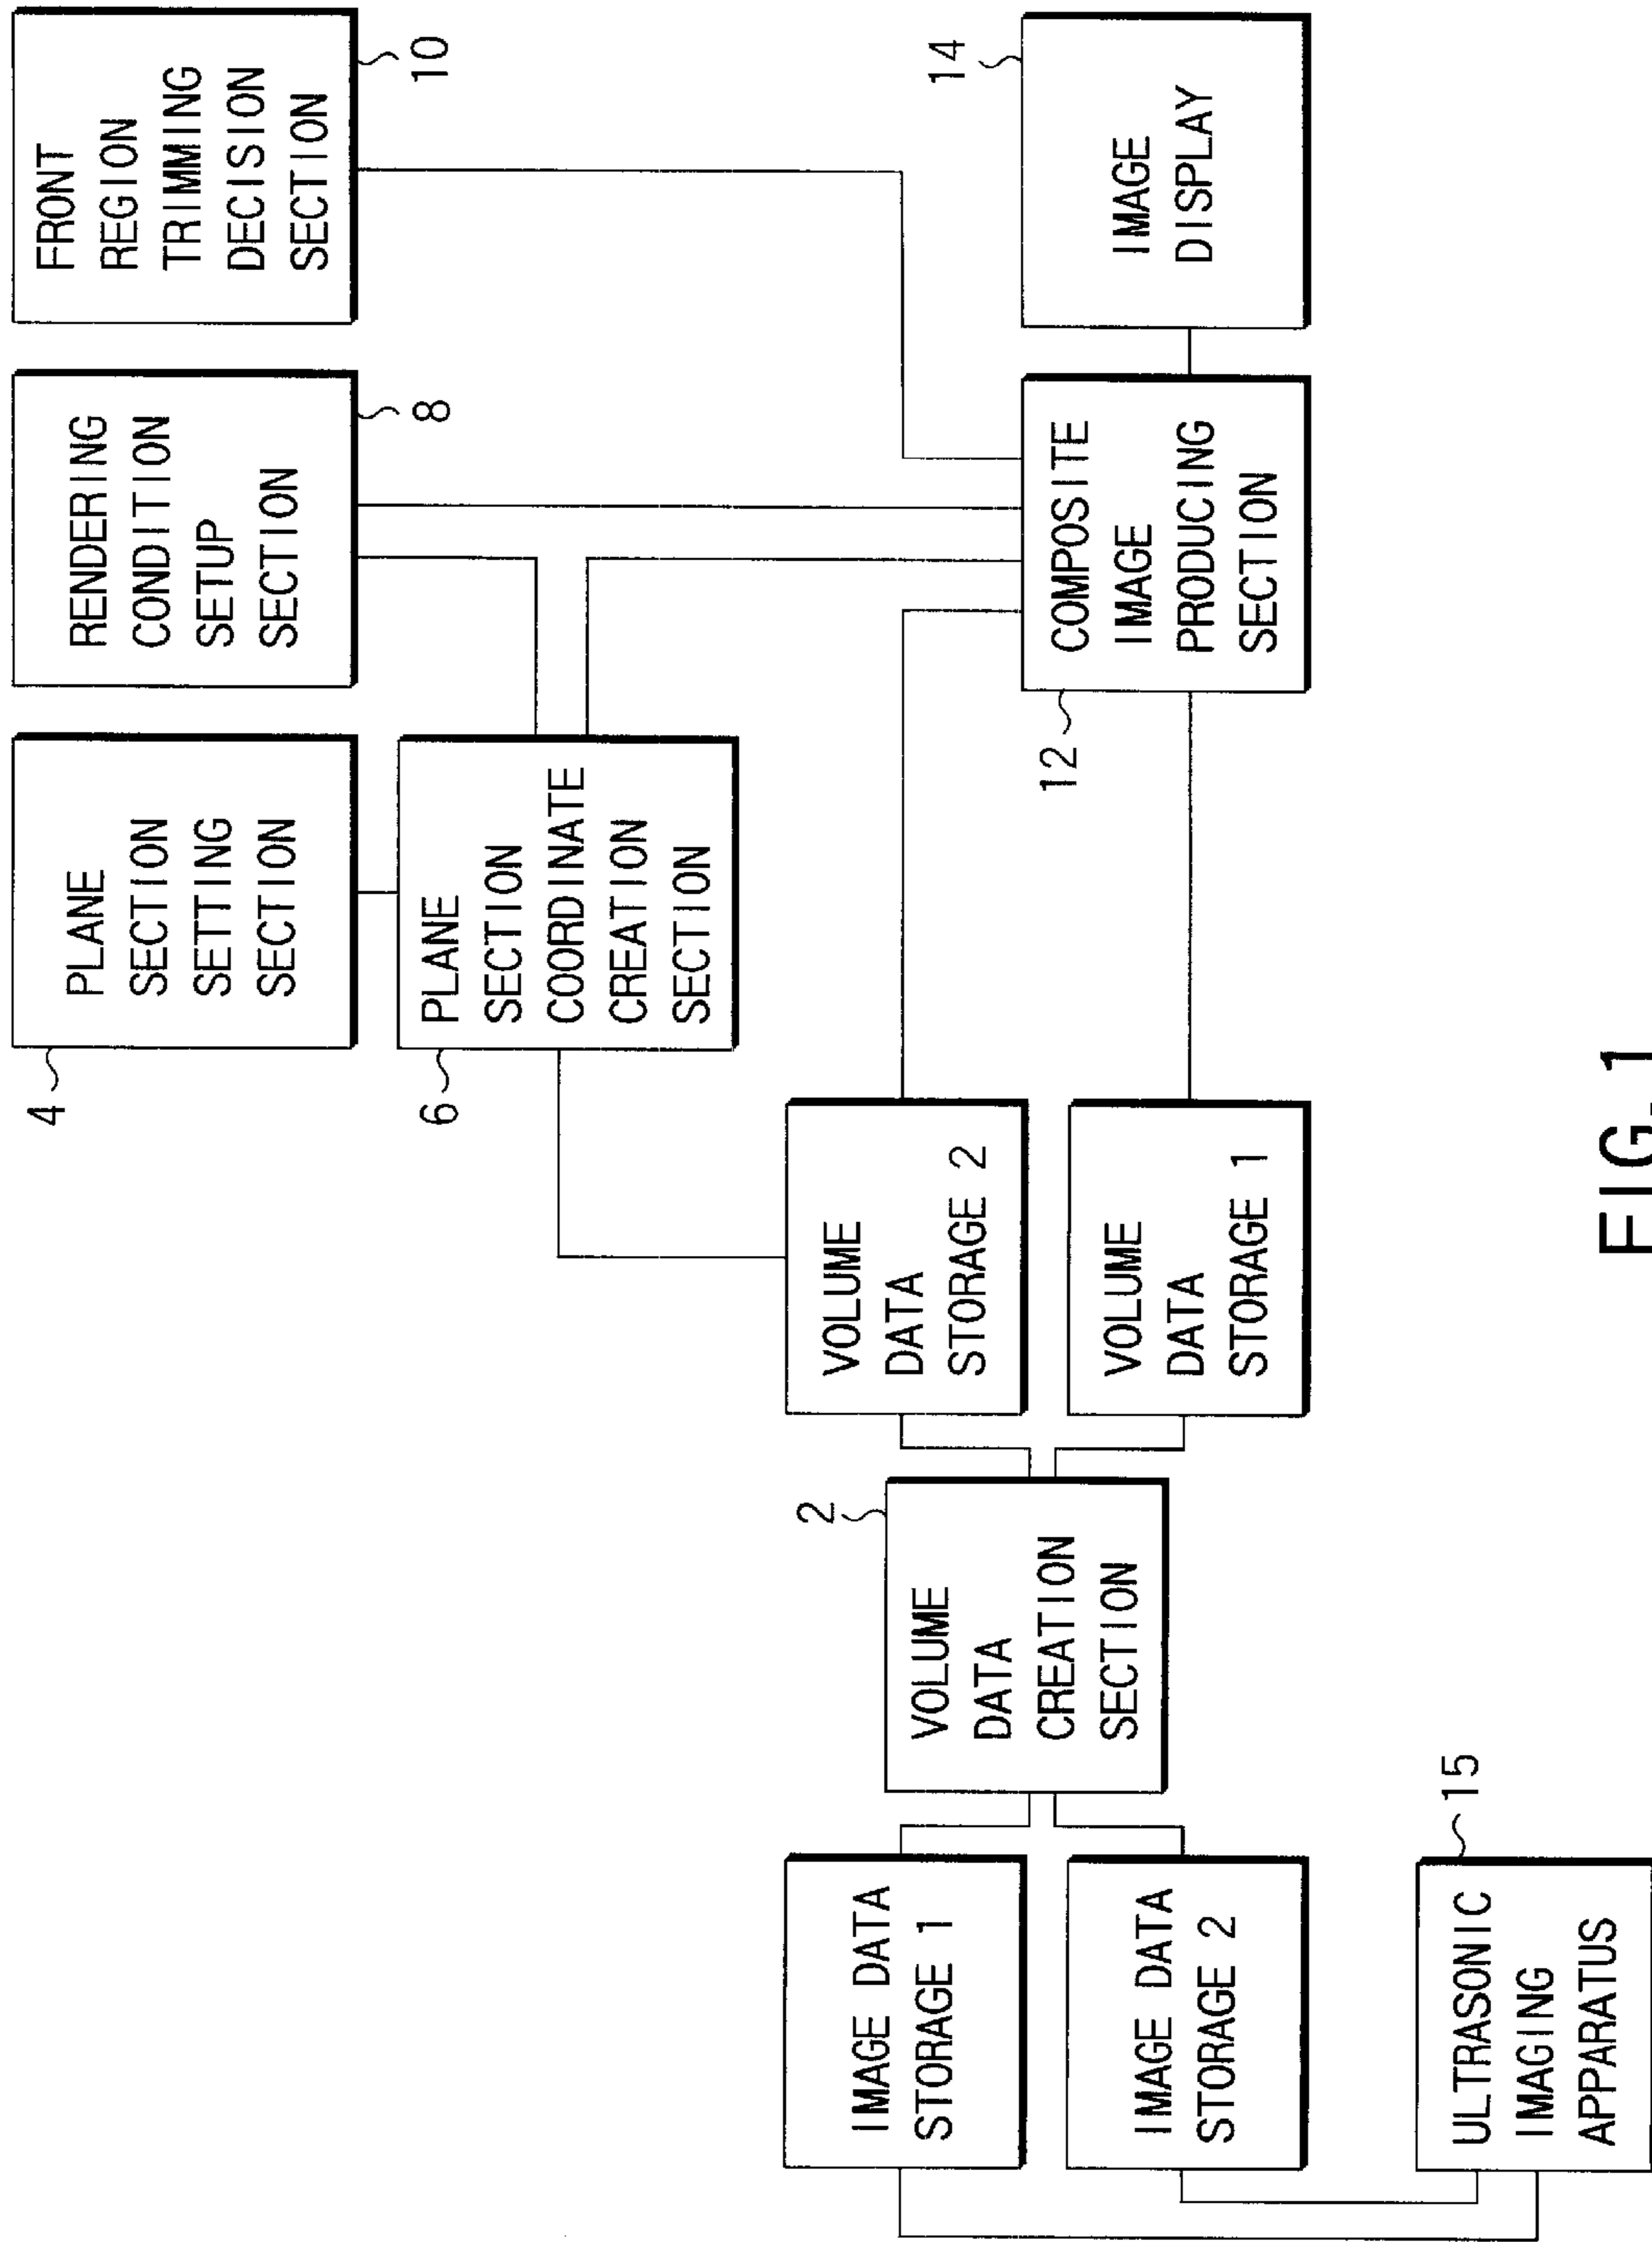 4
PLANE
SECTION
SETTING
SECTION
RENDERING
CONDITION
SETUP
SECTION
8
FRONT
REGION
TRIMMING
DECISION
SECTION
10
6
PLANE
SECTION
COORDINATE
CREATION
SECTION
IMAGE DATA
STORAGE 1
IMAGE DATA
STORAGE 2
2
VOLUME
DATA
CREATION
SECTION
VOLUME
DATA
STORAGE 2
VOLUME
DATA
STORAGE 1
12
COMPOSITE
IMAGE
PRODUCING
SECTION
14
IMAGE
DISPLAY
15
ULTRASONIC
IMAGING
APPARATUS
FIG. 1